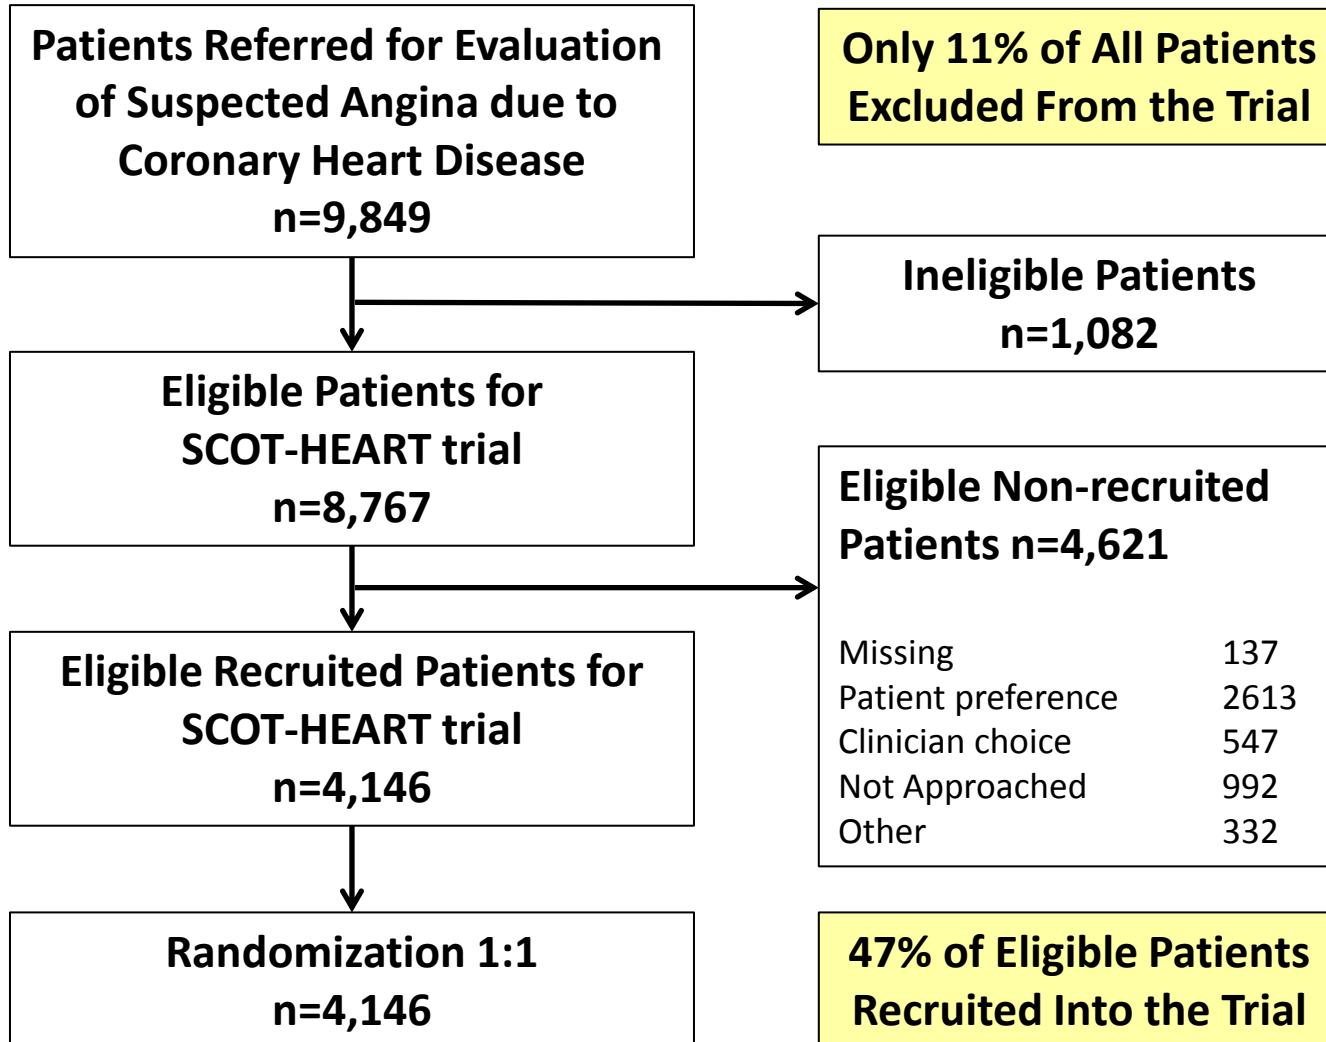 Patients Referred for Evaluation
of Suspected Angina due to
Coronary Heart Disease
n=9,849
Only 11% of All Patients
Excluded From the Trial
Ineligible Patients
n=1,082
Eligible Patients for
SCOT-HEART trial
n=8,767
Eligible Non-recruited
Patients n=4,621
Missing 137
Patient preference 2613
Clinician choice 547
Not Approached 992
Other 332
Eligible Recruited Patients for
SCOT-HEART trial
n=4,146
Randomization 1:1
n=4,146
47% of Eligible Patients
Recruited Into the Trial